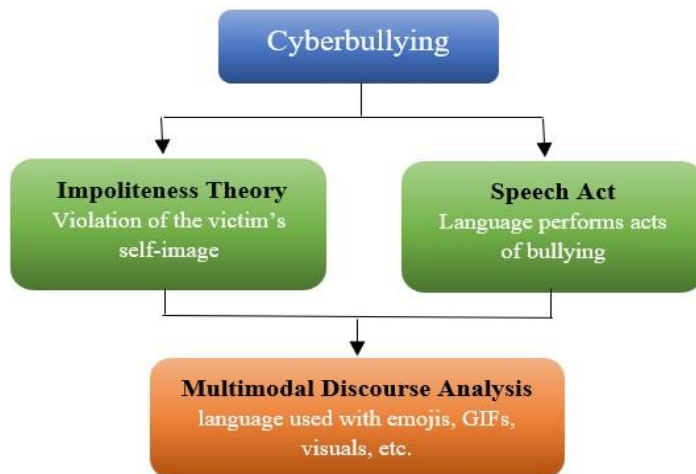 Cyberbullying
Impoliteness Theory
Violation of the victim's
self-image
Speech Act
Language performs acts
of bullying
Multimodal Discourse Analysis
language used with emojis, GIFs,
visuals, etc.